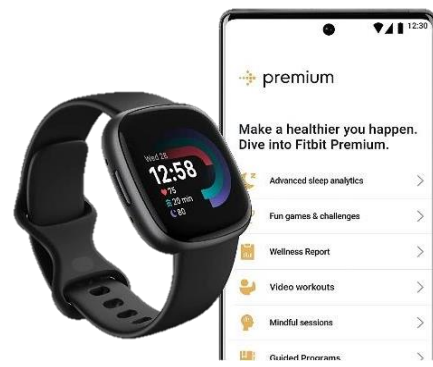 Wed 28
12:58
75
20 min
80
12:30
premium
Make a healthier you happen.
Dive into Fitbit Premium.
Advanced sleep analytics
Fun games & challenges
Wellness Report
Video workouts
Mindful sessions
Guided Programs